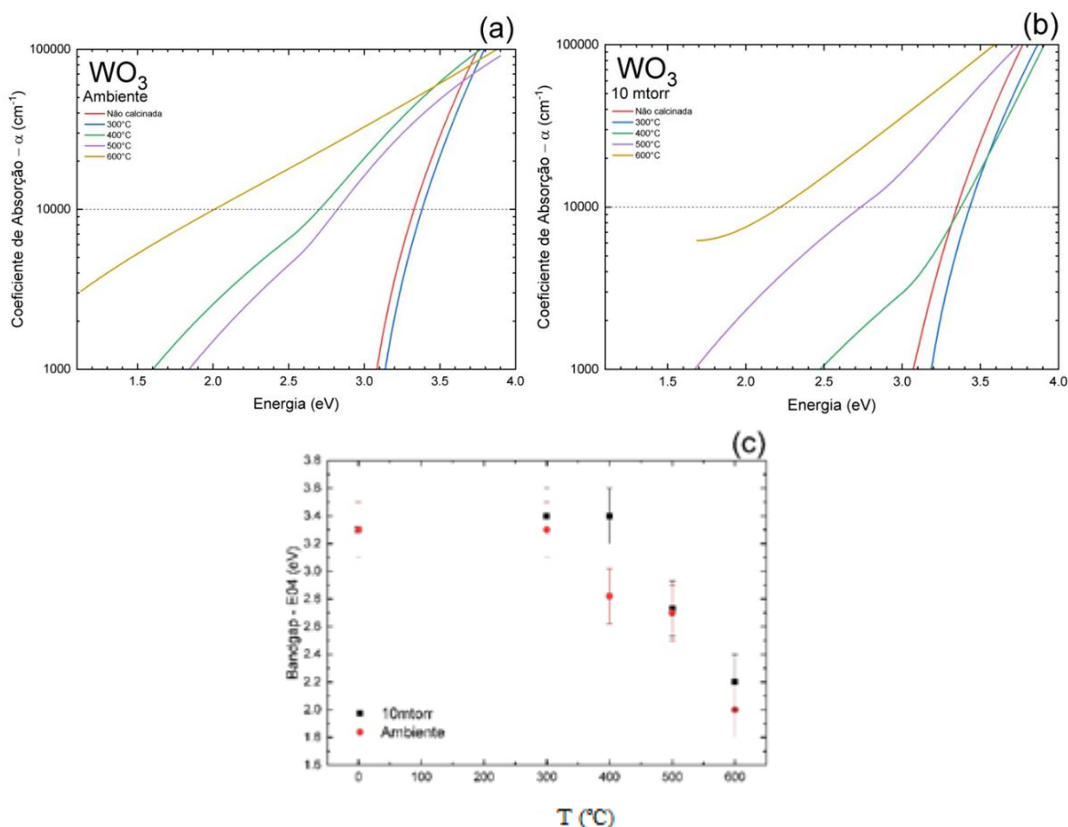 (a)
WO3
Ambiente
Não calcinada
300°C
400°C
500°C
600°C
Coeficiente de Absorção – α (cm-1)
100000
10000
1000
1.5 2.0 2.5 3.0 3.5 4.0
Energia (eV)
(b)
WO3
10 mtorr
Não calcinada
300°C
400°C
500°C
600°C
Coeficiente de Absorção – α (cm-1)
100000
10000
1000
1.5 2.0 2.5 3.0 3.5 4.0
Energia (eV)
(c)
Bandgap - E04 (eV)
3.8
3.6
3.4
3.2
3.0
2.8
2.6
2.4
2.2
2.0
1.8
1.6
10mtorr
Ambiente
0 100 200 300 400 500 600
T (°C)